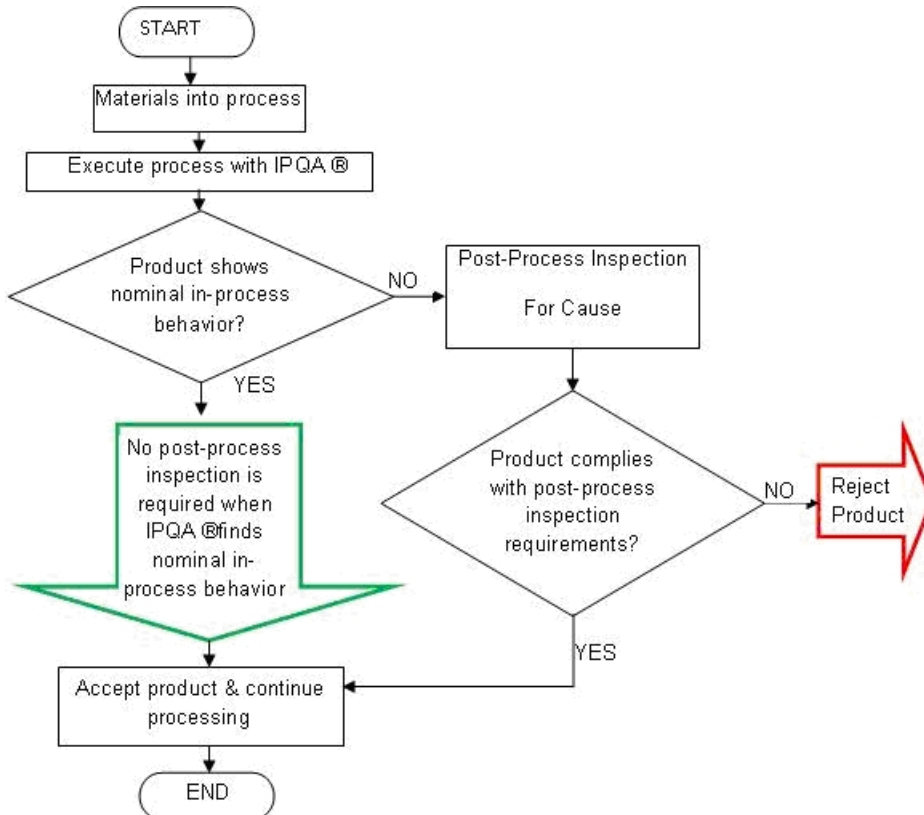 START
Materials into process
Execute process with IPQA ®
Product shows
nominal in-process
behavior?
NO
Post-Process Inspection
For Cause
YES
No post-process
inspection is
required when
IPQA ®finds
nominal in-
process behavior
Product complies
with post-process
inspection
requirements?
NO
Reject
Product
YES
Accept product & continue
processing
END